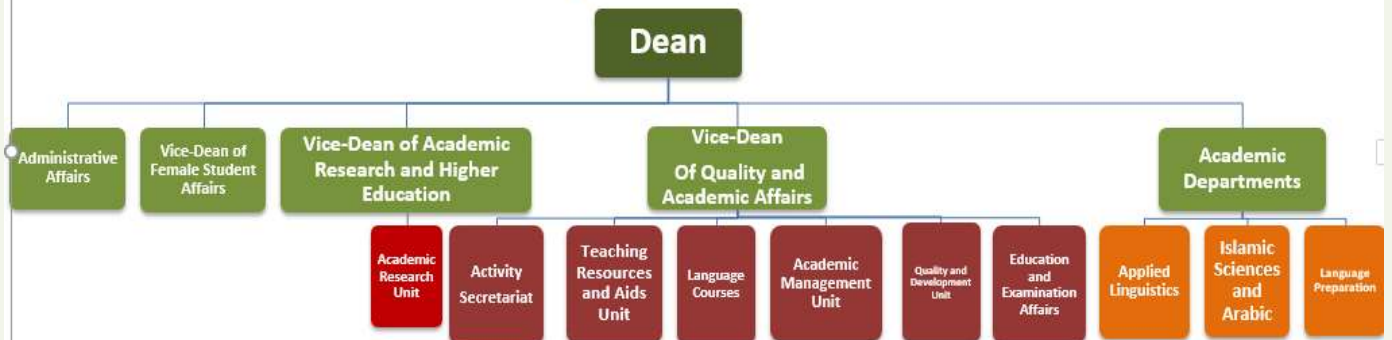 Dean
Administrative
Affairs
Vice-Dean of
Female Student
Affairs
Vice-Dean of Academic
Research and Higher
Education
Vice-Dean
Of Quality and
Academic Affairs
Academic
Departments
Academic
Research
Unit
Activity
Secretariat
Teaching
Resources
and Aids
Unit
Language
Courses
Academic
Management
Unit
Quality and
Development
Unit
Education
and
Examination
Affairs
Applied
Linguistics
Islamic
Sciences
and
Arabic
Language
Preparation